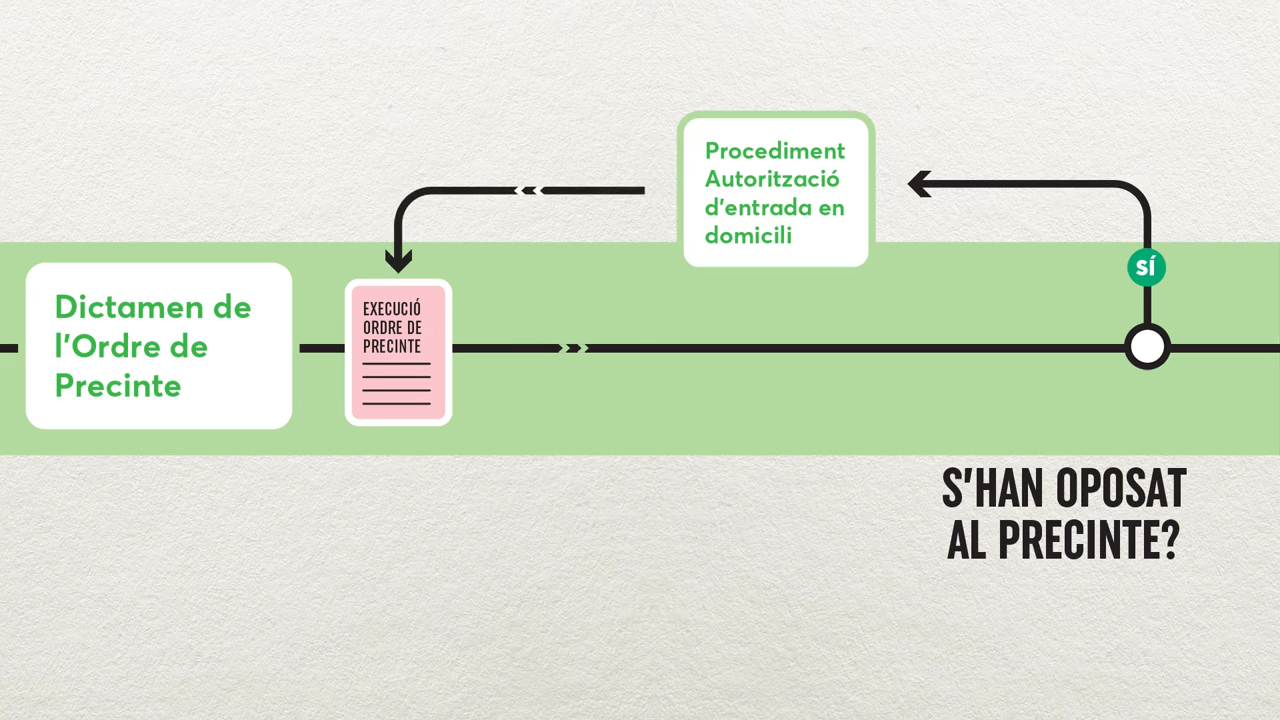 Procediment
Autorització
d'entrada en
domicili
SÍ
Dictamen de
l'Ordre de
Precinte
EXECUCIÓ
ORDRE DE
PRECINTE
S'HAN OPOSAT
AL PRECINTE?